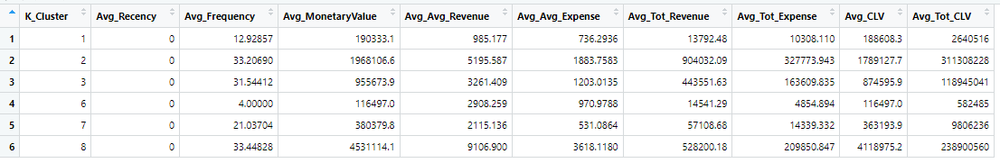 K_Cluster Avg_Recency Avg_Frequency Avg_MonetaryValue Avg_Avg_Revenue Avg_Avg_Expense Avg_Tot_Revenue Avg_Tot_Expense Avg_CLV Avg_Tot_CLV
1 1 0 12.92857 190333.1 985.177 736.2936 13792.48 10308.110 188608.3 2640516
2 2 0 33.20690 1968106.6 5195.587 1883.7583 904032.09 327773.943 1789127.7 311308228
3 3 0 31.54412 955673.9 3261.409 1203.0135 443551.63 163609.835 874595.9 118945041
4 6 0 4.00000 116497.0 2908.259 970.9788 14541.29 4854.894 116497.0 582485
5 7 0 21.03704 380379.8 2115.136 531.0864 57108.68 14339.332 363193.9 9806236
6 8 0 33.44828 4531114.1 9106.900 3618.1180 528200.18 209850.847 4118975.2 238900560